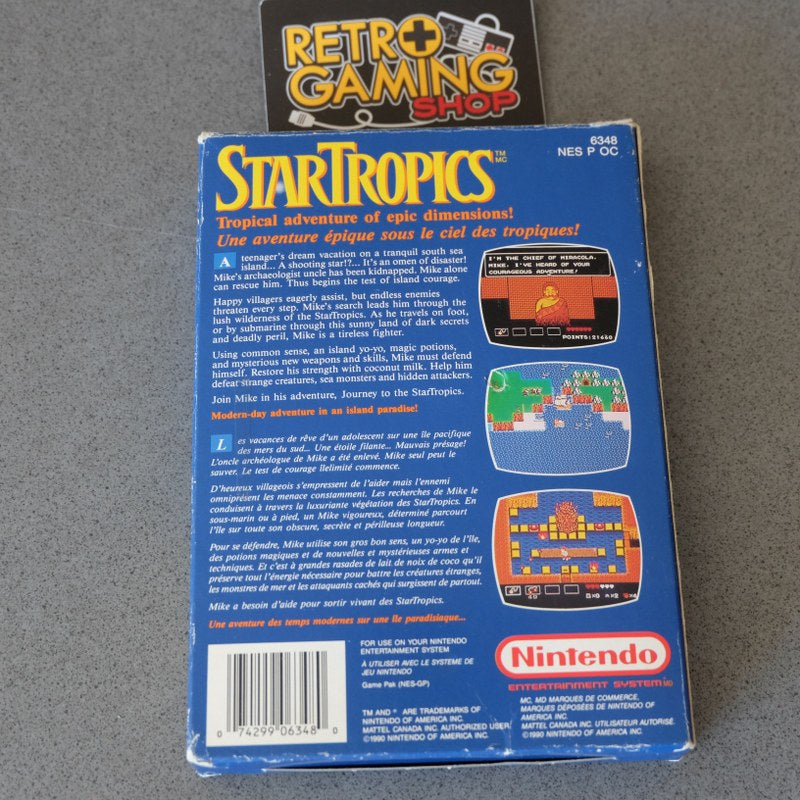 RETRO
GAMING
SHOP
6348
NES P OC
STARTROPICS TM MC
Tropical adventure of epic dimensions!
Une aventure épique sous le ciel des tropiques!
A teenager's dream vacation on a tranquil south sea
island... A shooting star!?... It's an omen of disaster!
Mike's archaeologist uncle has been kidnapped. Mike alone
can rescue him. Thus begins the test of island courage.
Happy villagers eagerly assist, but endless enemies
threaten every step. Mike's search leads him through the
lush wilderness of the StarTropics. As he travels on foot,
or by submarine through this sunny land of dark secrets
and deadly peril, Mike is a tireless fighter.
Using common sense, an island yo-yo, magic potions,
and mysterious new weapons and skills, Mike must defend
himself. Restore his strength with coconut milk. Help him
defeat strange creatures, sea monsters and hidden attackers.
Join Mike in his adventure, Journey to the StarTropics.
Modern-day adventure in an island paradise!
I'M THE CHIEF OF MIRACOLA.
MIKE, I'VE HEARD OF YOUR
COURAGEOUS ADVENTURE!
POINTS:21660
Les vacances de rêve d'un adolescent sur une île pacifique
des mers du sud... Une étoile filante... Mauvais présage!
L'oncle archéologue de Mike a été enlevé. Mike seul peut le
sauver. Le test de courage îlelimité commence.
D'heureux villageois s'empressent de l'aider mais l'ennemi
omniprésent les menace constamment. Les recherches de Mike le
conduisent à travers la luxuriante végétation des StarTropics. En
sous-marin ou à pied, un Mike vigoureux, déterminé parcourt
l'île sur toute son obscure, secrète et périlleuse longueur.
Pour se défendre, Mike utilise son gros bon sens, un yo-yo de l'île,
des potions magiques et de nouvelles et mystérieuses armes et
techniques. Et c'est à grandes rasades de lait de noix de coco qu'il
préserve tout l'énergie nécessaire pour battre les créatures étranges,
les monstres de mer et les attaquants cachés qui surgissent de partout.
Mike a besoin d'aide pour sortir vivant des StarTropics.
Une aventure des temps modernes sur une île paradisiaque...
0 74299 06348 0
FOR USE ON YOUR NINTENDO
ENTERTAINMENT SYSTEM
À UTILISER AVEC LE SYSTEME DE
JEU NINTENDO
Game Pak (NES-GP)
TM AND ® ARE TRADEMARKS OF
NINTENDO OF AMERICA INC.
MATTEL CANADA INC. AUTHORIZED USER.
©1990 NINTENDO OF AMERICA INC.
Nintendo
ENTERTAINMENT SYSTEM MD
MC, MD MARQUES DE COMMERCE,
MARQUES DÉPOSÉES DE NINTENDO OF
AMERICA INC.
MATTEL CANADA INC. UTILISATEUR AUTORISÉ.
©1990 NINTENDO OF AMERICA INC.